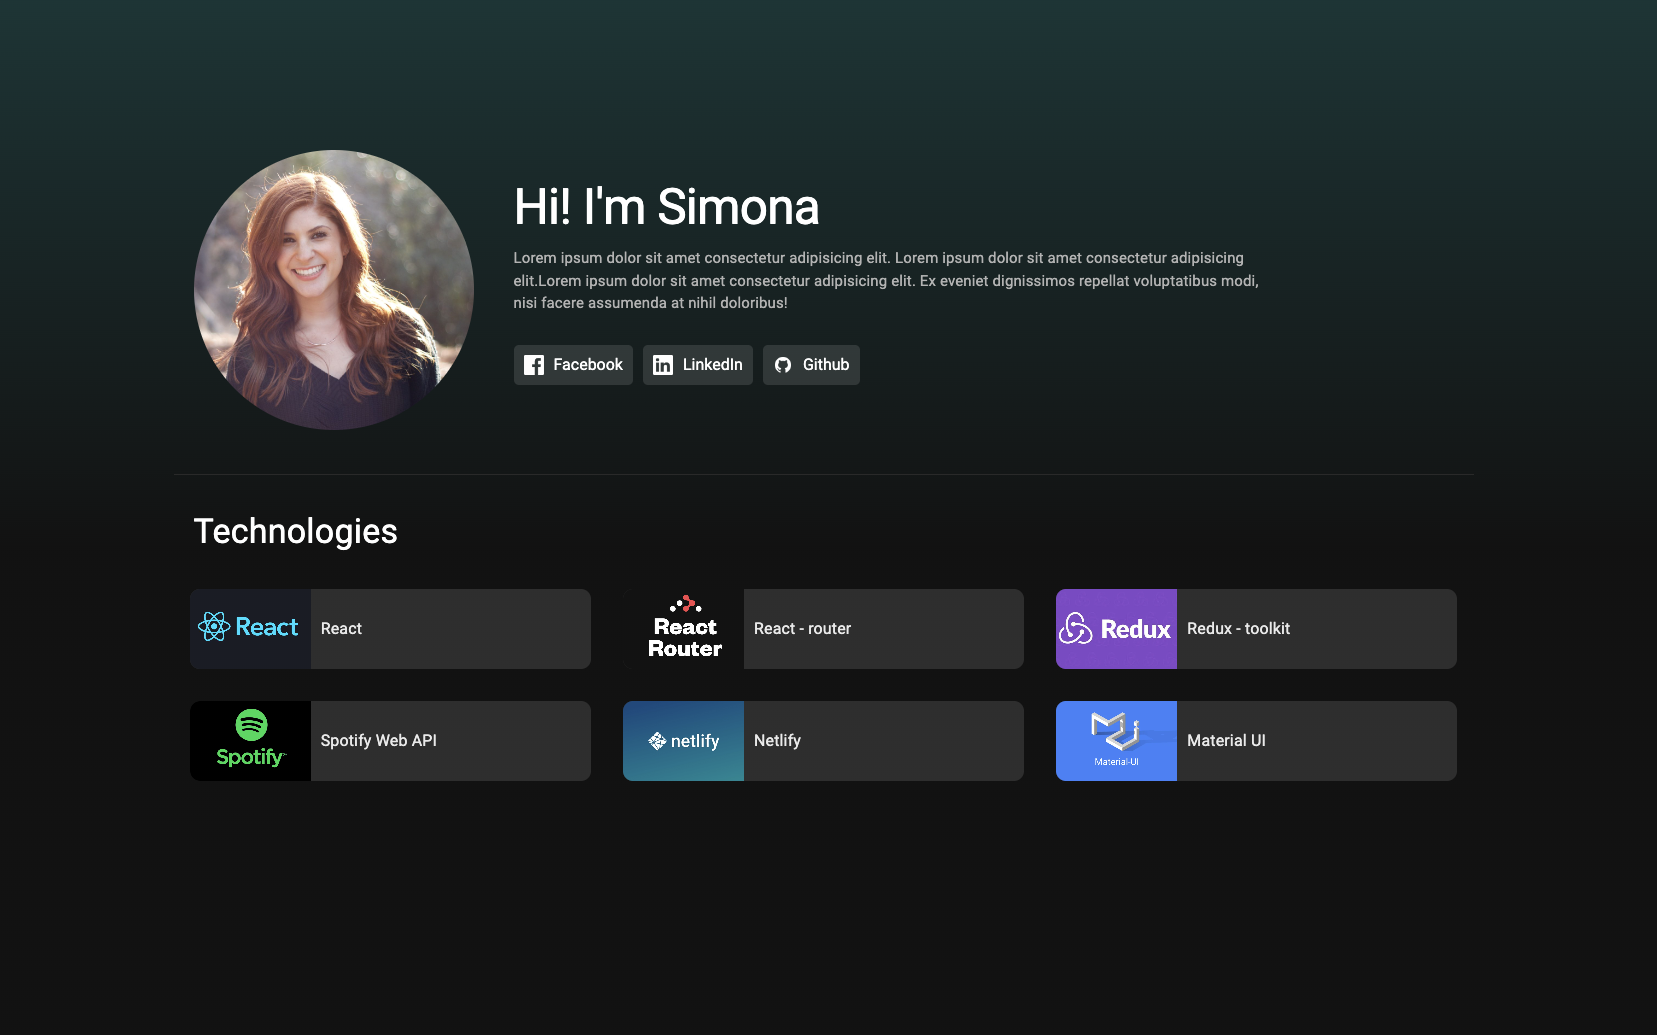 Hi! I'm Simona
Lorem ipsum dolor sit amet consectetur adipisicing elit. Lorem ipsum dolor sit amet consectetur adipisicing
elit.Lorem ipsum dolor sit amet consectetur adipisicing elit. Ex eveniet dignissimos repellat voluptatibus modi,
nisi facere assumenda at nihil doloribus!
Facebook LinkedIn Github
Technologies
React React
React
Router
React - router
Redux Redux - toolkit
Spotify Spotify Web API
netlify Netlify
Material-UI
Material UI